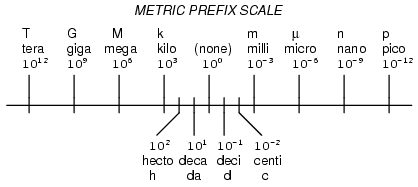 METRIC PREFIX SCALE
T G M k m μ n p
tera giga mega kilo (none) milli micro nano pico
10¹² 10⁹ 10⁶ 10³ 10⁰ 10⁻³ 10⁻⁶ 10⁻⁹ 10⁻¹²
10² 10¹ 10⁻¹ 10⁻²
hecto deca deci centi
h da d c